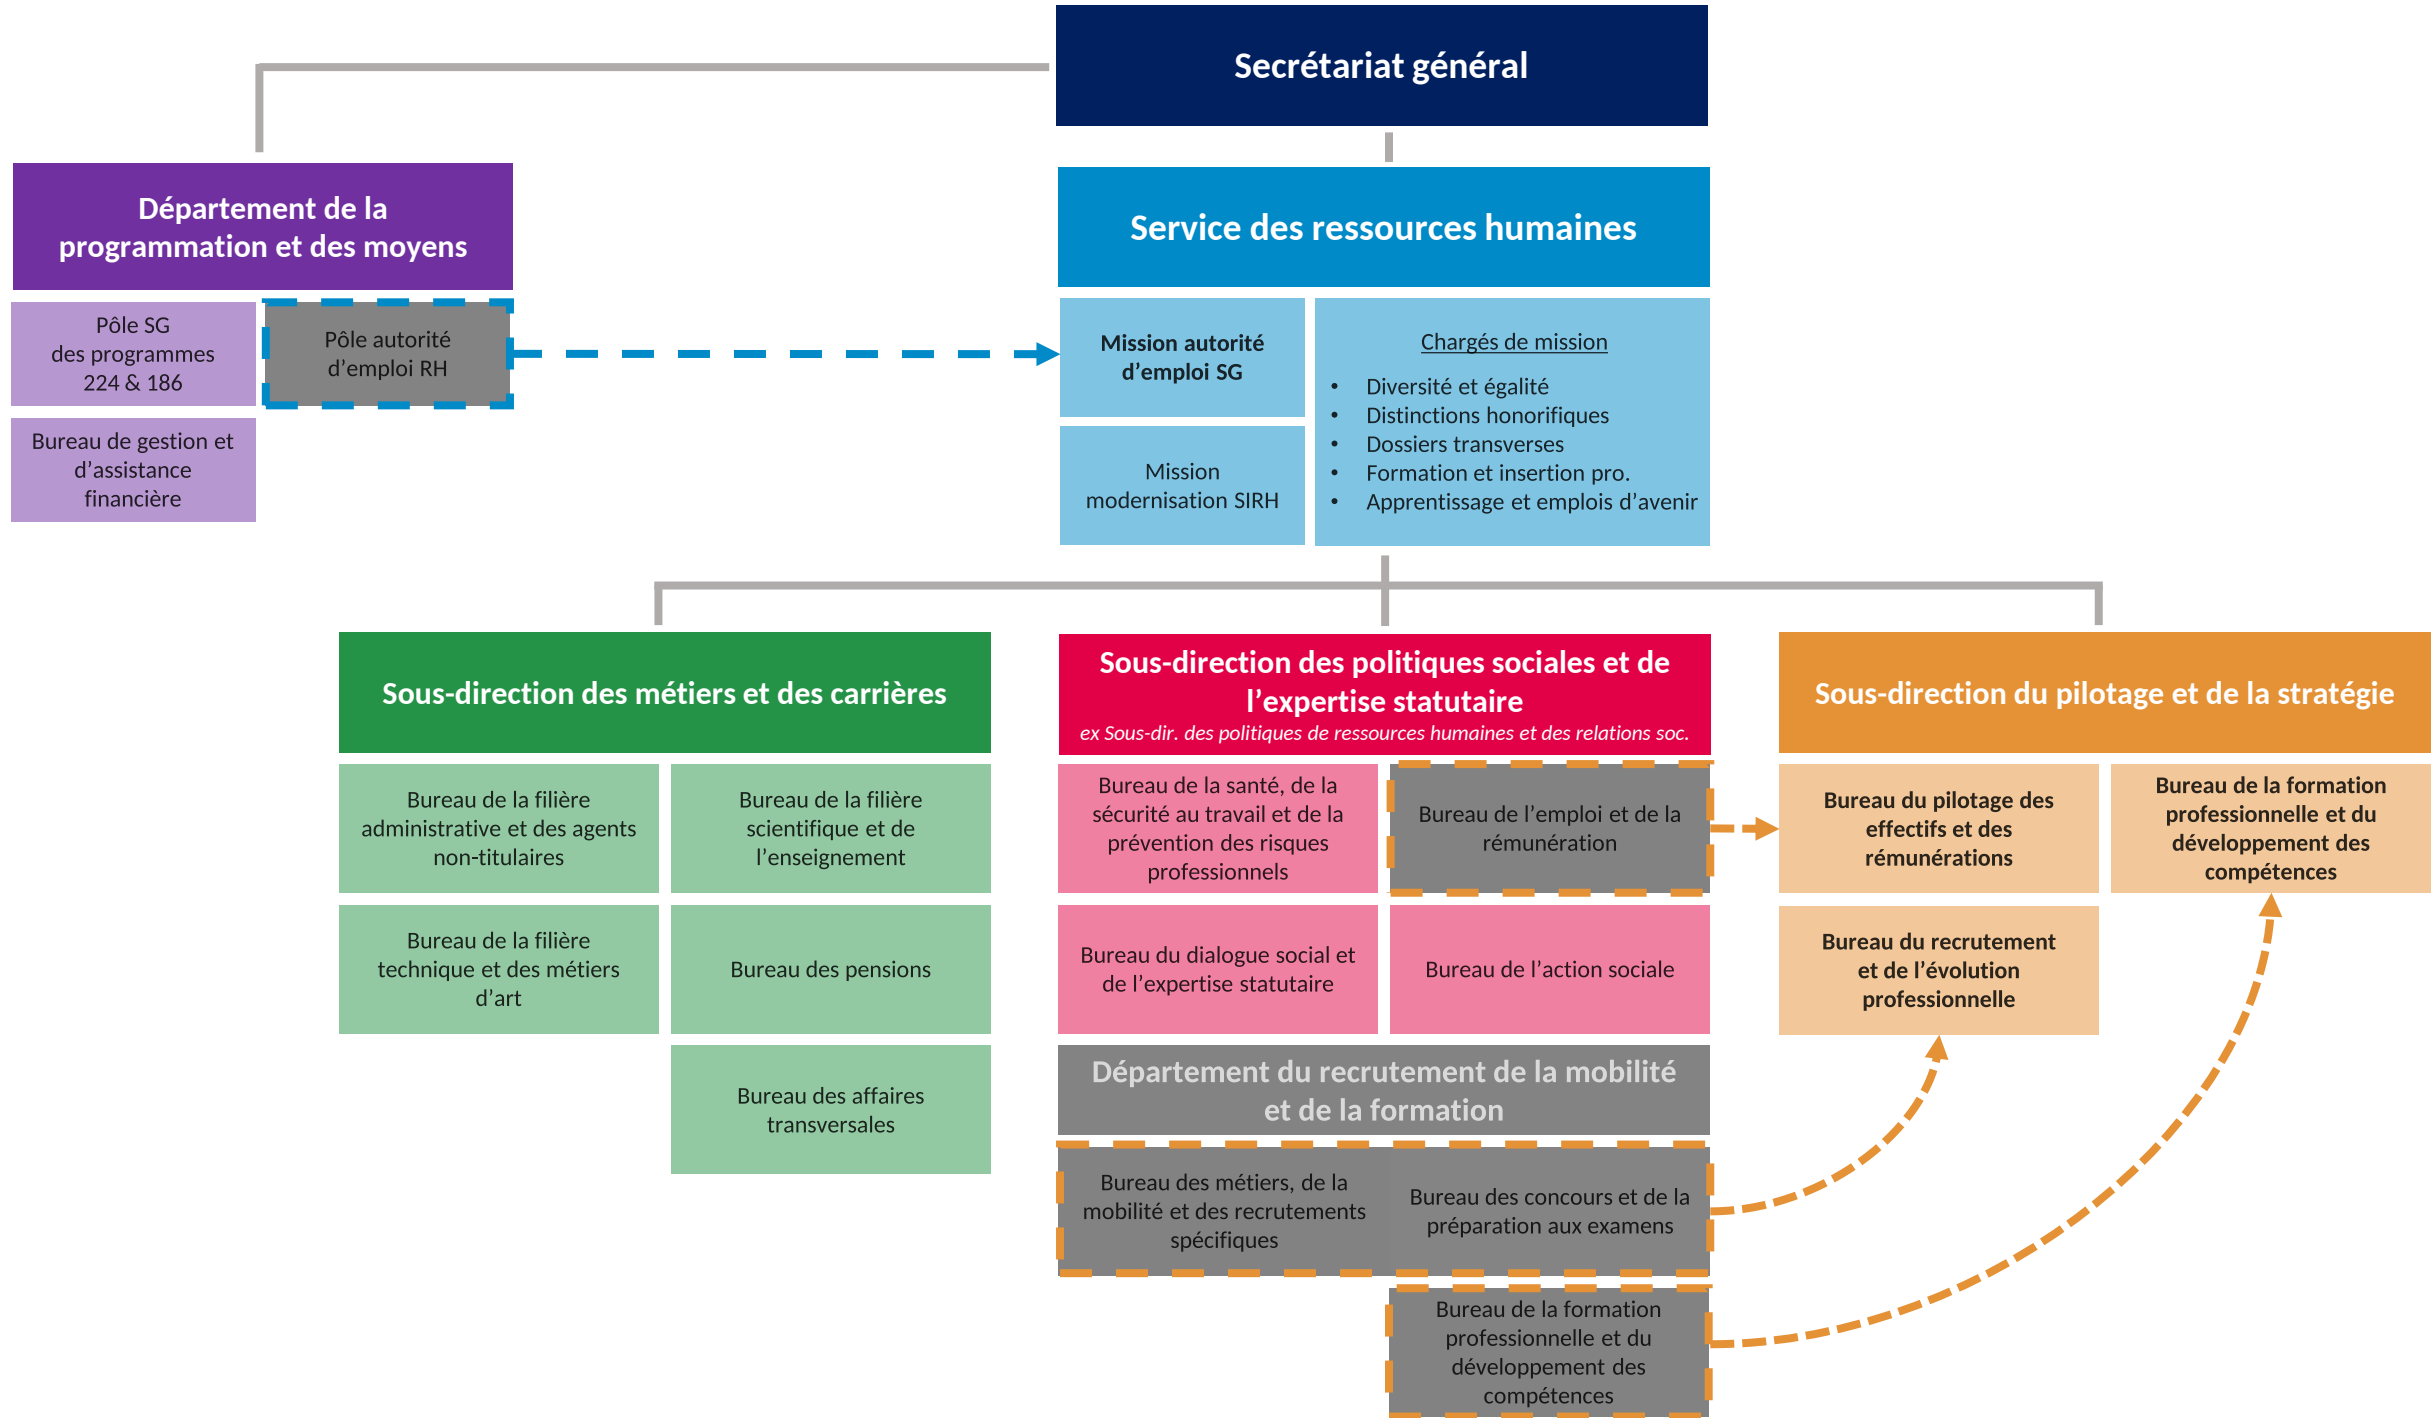 Secrétariat général
Département de la
programmation et des moyens
Pôle SG
des programmes
224 & 186
Pôle autorité
d’emploi RH
Bureau de gestion et
d’assistance
financière
Service des ressources humaines
Mission autorité
d’emploi SG
Mission
modernisation SIRH
Chargés de mission
• Diversité et égalité
• Distinctions honorifiques
• Dossiers transverses
• Formation et insertion pro.
• Apprentissage et emplois d’avenir
Sous-direction des métiers et des carrières
Bureau de la filière
administrative et des agents
non-titulaires
Bureau de la filière
scientifique et de
l’enseignement
Bureau de la filière
technique et des métiers
d’art
Bureau des pensions
Bureau des affaires
transversales
Sous-direction des politiques sociales et de
l’expertise statutaire
ex Sous-dir. des politiques de ressources humaines et des relations soc.
Bureau de la santé, de la
sécurité au travail et de la
prévention des risques
professionnels
Bureau de l’emploi et de la
rémunération
Bureau du dialogue social et
de l’expertise statutaire
Bureau de l’action sociale
Département du recrutement de la mobilité
et de la formation
Bureau des métiers, de la
mobilité et des recrutements
spécifiques
Bureau des concours et de la
préparation aux examens
Bureau de la formation
professionnelle et du
développement des
compétences
Sous-direction du pilotage et de la stratégie
Bureau du pilotage des
effectifs et des
rémunérations
Bureau de la formation
professionnelle et du
développement des
compétences
Bureau du recrutement
et de l’évolution
professionnelle